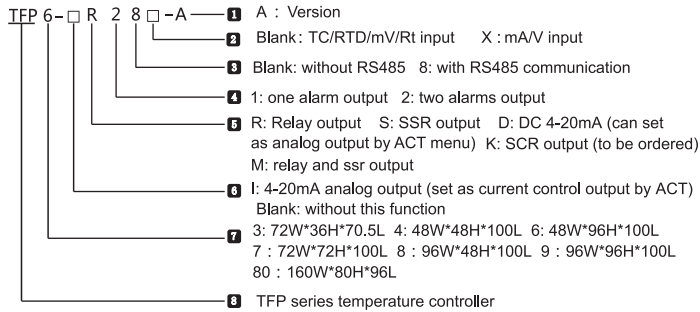 TFP 6-□ R 2 8 □ -A 1 A : Version
2 Blank: TC/RTD/mV/Rt input X : mA/V input
3 Blank: without RS485 8: with RS485 communication
4 1: one alarm output 2: two alarms output
5 R: Relay output S: SSR output D: DC 4-20mA (can set
as analog output by ACT menu) K: SCR output (to be ordered)
M: relay and ssr output
6 I: 4-20mA analog output (set as current control output by ACT)
Blank: without this function
7 3: 72W*36H*70.5L 4: 48W*48H*100L 6: 48W*96H*100L
7 : 72W*72H*100L 8 : 96W*48H*100L 9 : 96W*96H*100L
80 : 160W*80H*96L
8 TFP series temperature controller